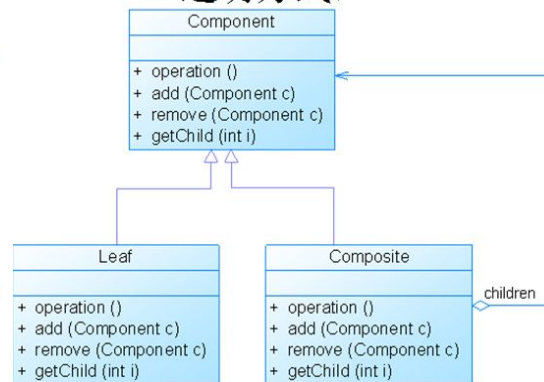 Component
+ operation ()
+ add (Component c)
+ remove (Component c)
+ getChild (int i)
Leaf
+ operation ()
+ add (Component c)
+ remove (Component c)
+ getChild (int i)
Composite
+ operation ()
+ add (Component c)
+ remove (Component c)
+ getChild (int i)
children